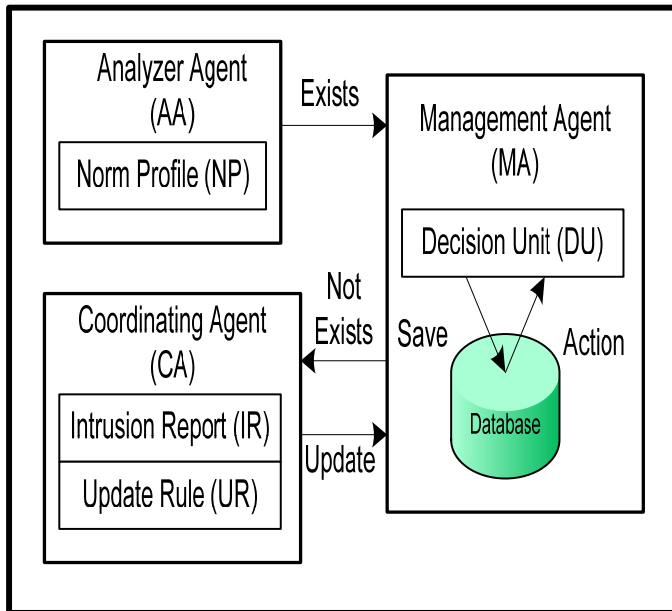 Analyzer Agent
(AA)
Norm Profile (NP)
Exists
Management Agent
(MA)
Decision Unit (DU)
Save
Action
Database
Not
Exists
Coordinating Agent
(CA)
Intrusion Report (IR)
Update Rule (UR)
Update